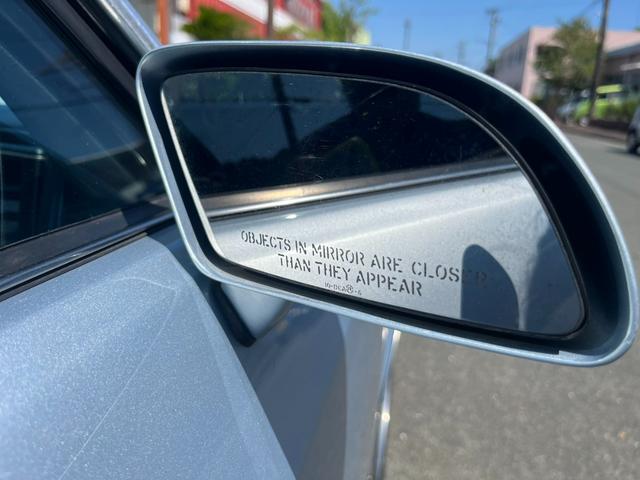 OBJECTS IN MIRROR ARE CLOSER
THAN THEY APPEAR